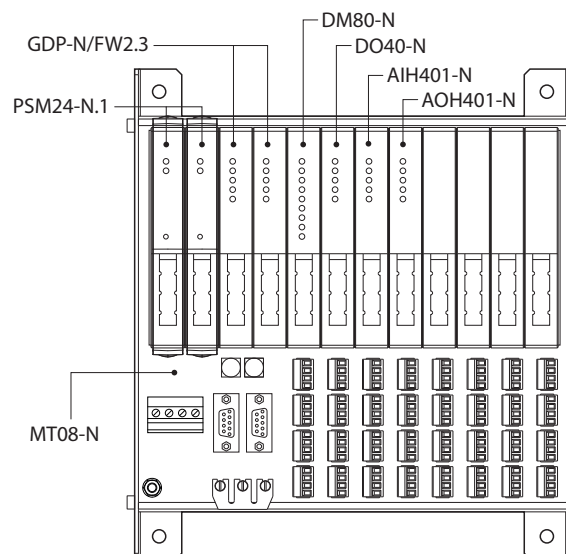 DM80-N
GDP-N/FW2.3
DO40-N
AIH401-N
PSM24-N.1
AOH401-N
MT08-N